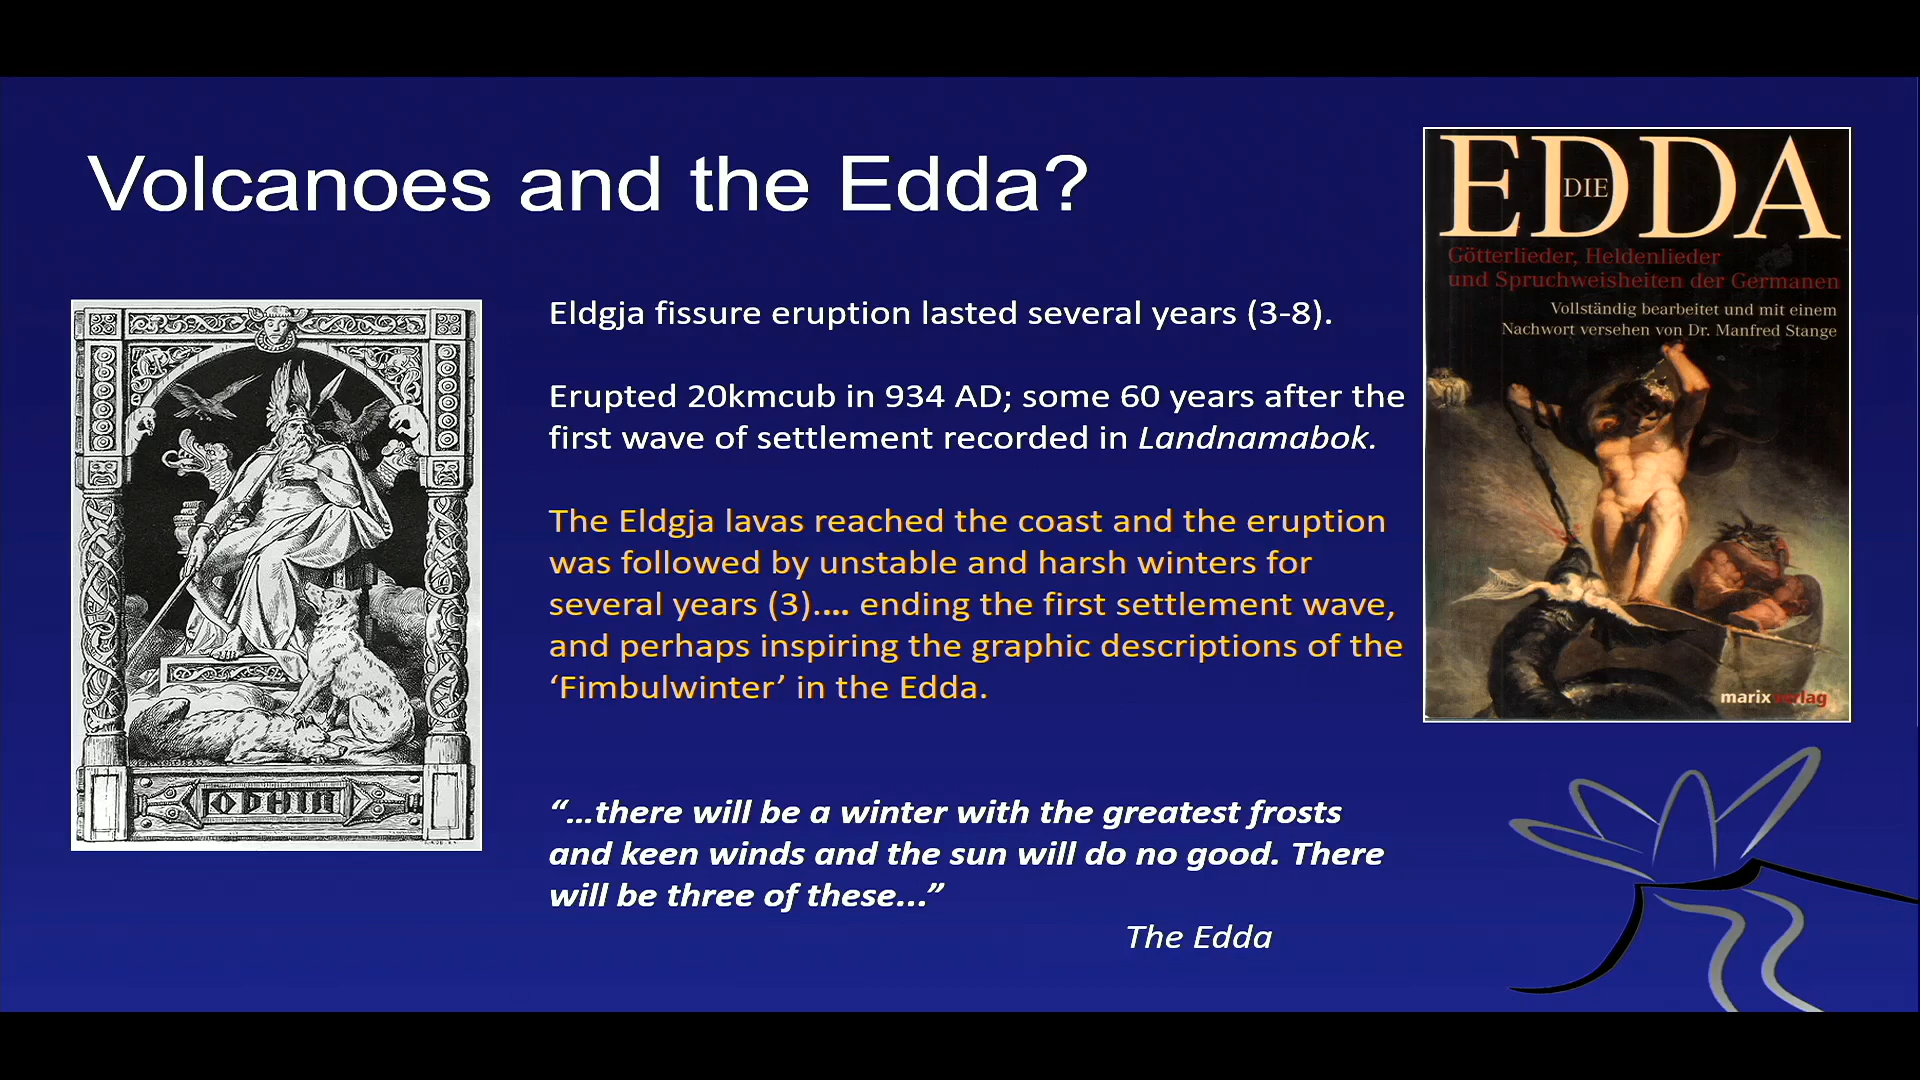 Volcanoes and the Edda?
Eldgja fissure eruption lasted several years (3-8).
Erupted 20kmcub in 934 AD; some 60 years after the
first wave of settlement recorded in Landnamabok.
The Eldgja lavas reached the coast and the eruption
was followed by unstable and harsh winters for
several years (3).... ending the first settlement wave,
and perhaps inspiring the graphic descriptions of the
‘Fimbulwinter’ in the Edda.
“...there will be a winter with the greatest frosts
and keen winds and the sun will do no good. There
will be three of these...”
The Edda
ODHIN
DIE
EDDA
Götterlieder, Heldenlieder
und Spruchweisheiten der Germanen
Vollständig bearbeitet und mit einem
Nachwort versehen von Dr. Manfred Stange
marixverlag